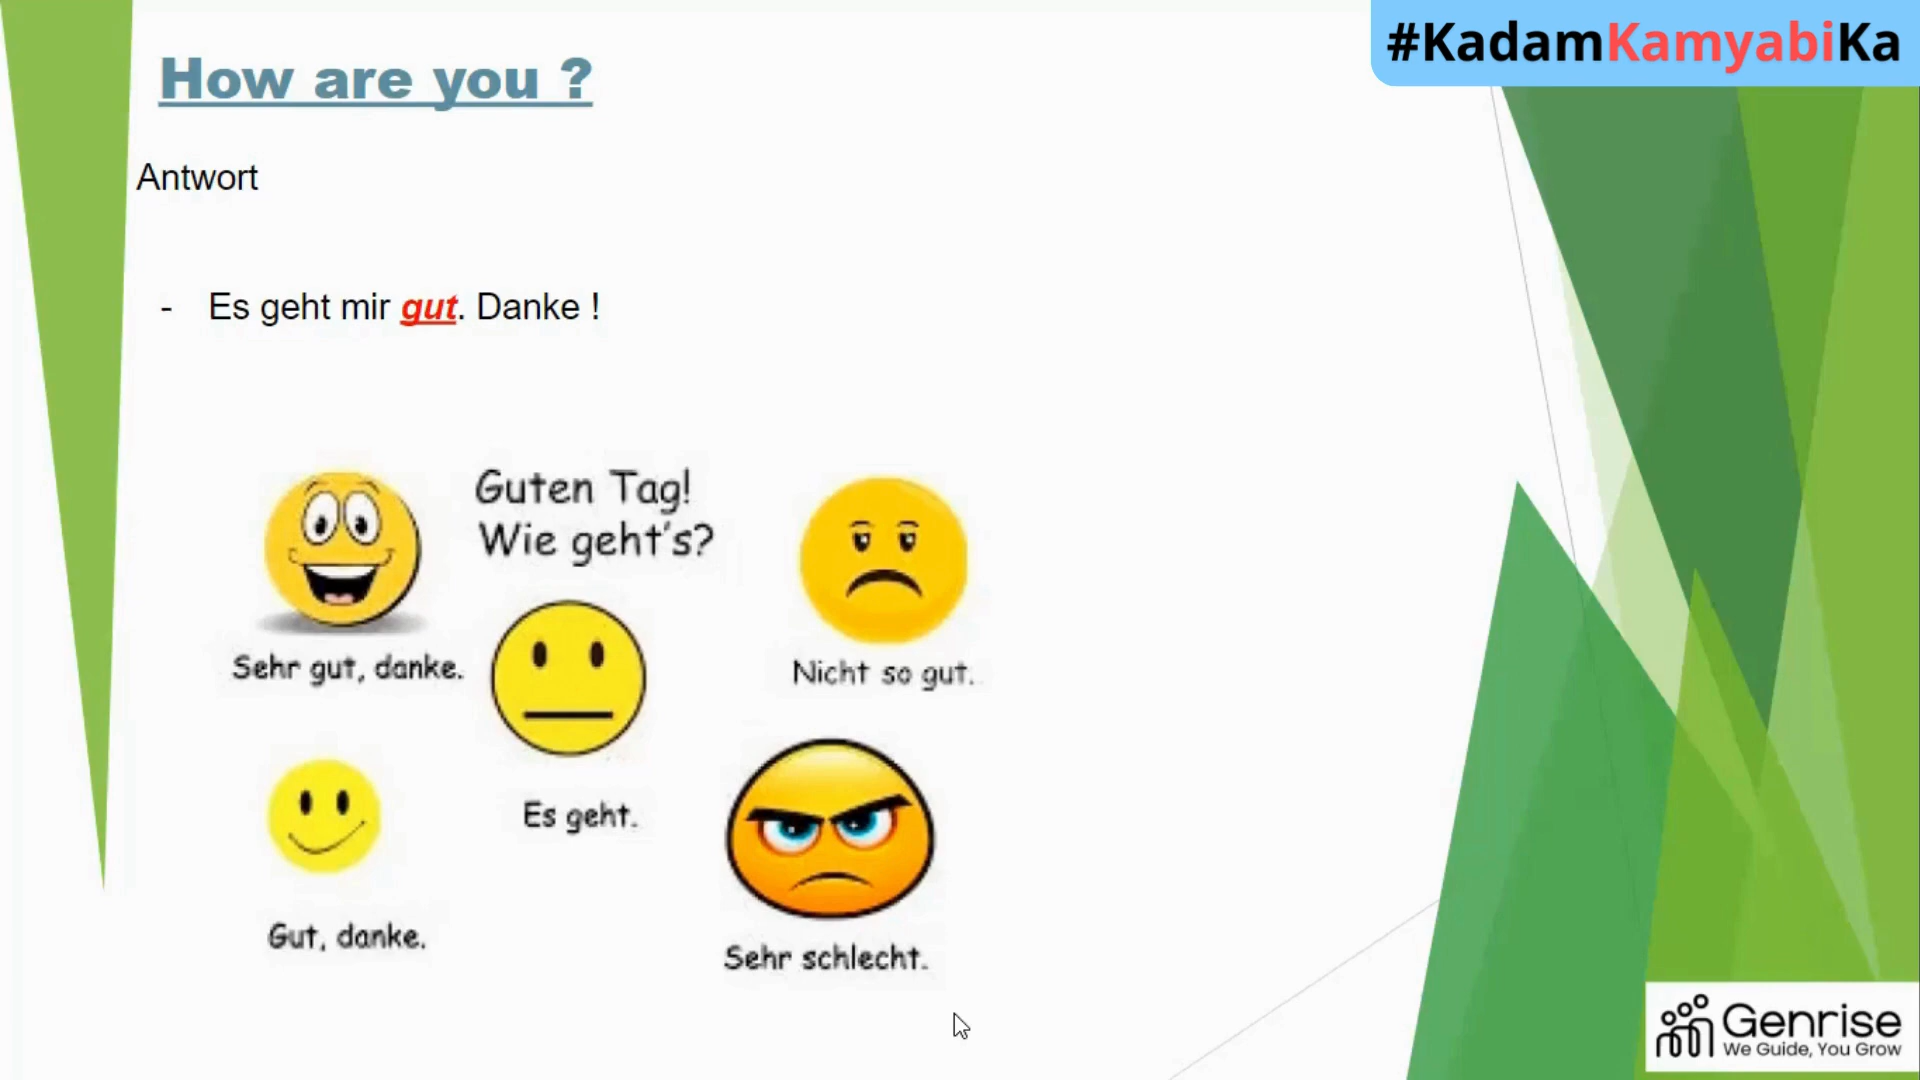 #KadamKamyabiKa
How are you ?
Antwort
- Es geht mir gut. Danke !
Guten Tag!
Wie geht's?
Sehr gut, danke.
Nicht so gut.
Es geht.
Gut, danke.
Sehr schlecht.
Genrise
We Guide, You Grow